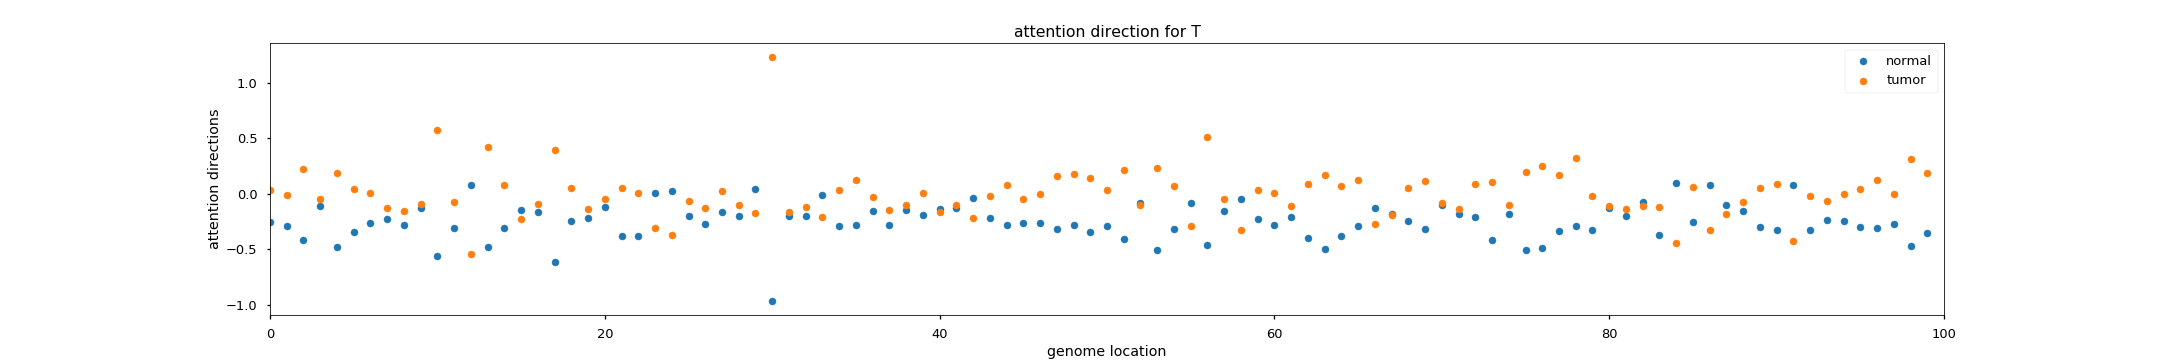 attention direction for T
normal
tumor
attention directions
1.0
0.5
0.0
−0.5
−1.0
0
20
40
60
80
100
genome location